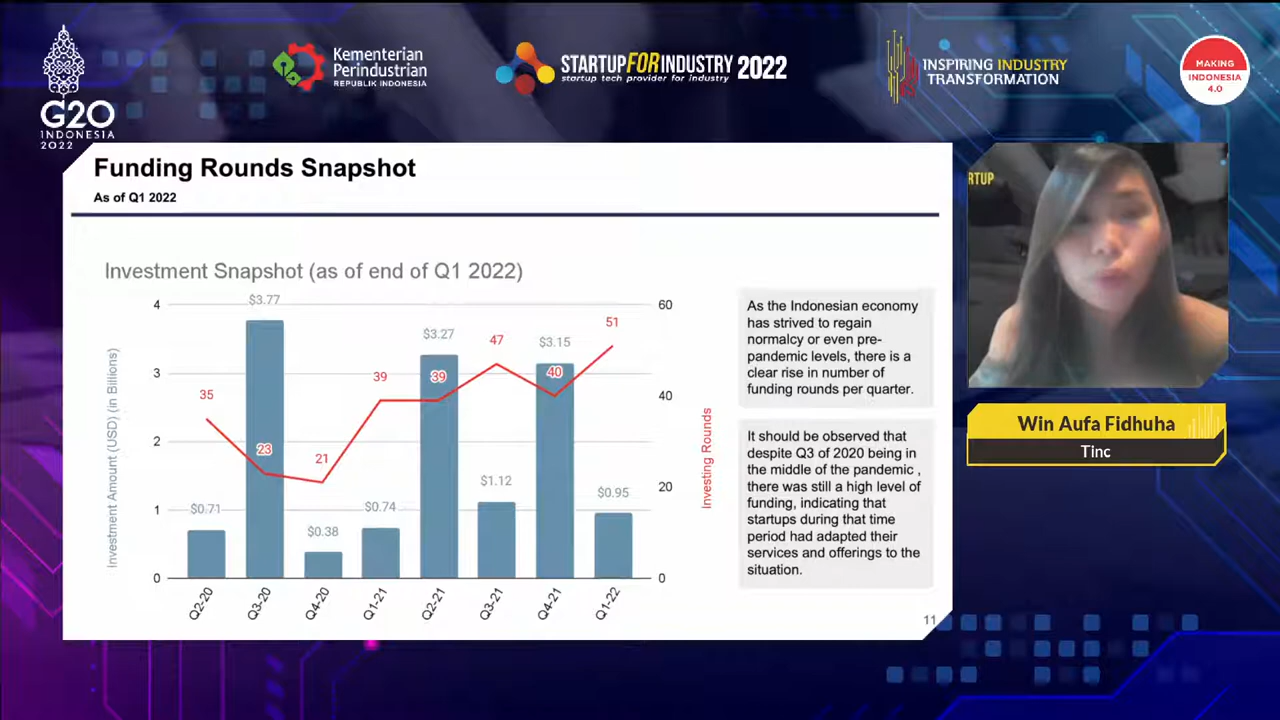 G20
INDONESIA
2022
Kementerian
Perindustrian
REPUBLIK INDONESIA
STARTUPFORINDUSTRY 2022
startup tech provider for industry
INSPIRING INDUSTRY
TRANSFORMATION
MAKING
INDONESIA
4.0
Funding Rounds Snapshot
As of Q1 2022
Investment Snapshot (as of end of Q1 2022)
Investment Amount (USD) (in Billions)
4
3
2
1
0
$0.71
$3.77
$0.38
$0.74
$3.27
$1.12
$3.15
$0.95
35
23
21
39
39
47
40
51
60
40
20
0
Investing Rounds
Q2-20
Q3-20
Q4-20
Q1-21
Q2-21
Q3-21
Q4-21
Q1-22
As the Indonesian economy
has strived to regain
normalcy or even pre-
pandemic levels, there is a
clear rise in number of
funding rounds per quarter.
It should be observed that
despite Q3 of 2020 being in
the middle of the pandemic ,
there was still a high level of
funding, indicating that
startups during that time
period had adapted their
services and offerings to the
situation.
11
RTUP
Win Aufa Fidhuha
Tinc